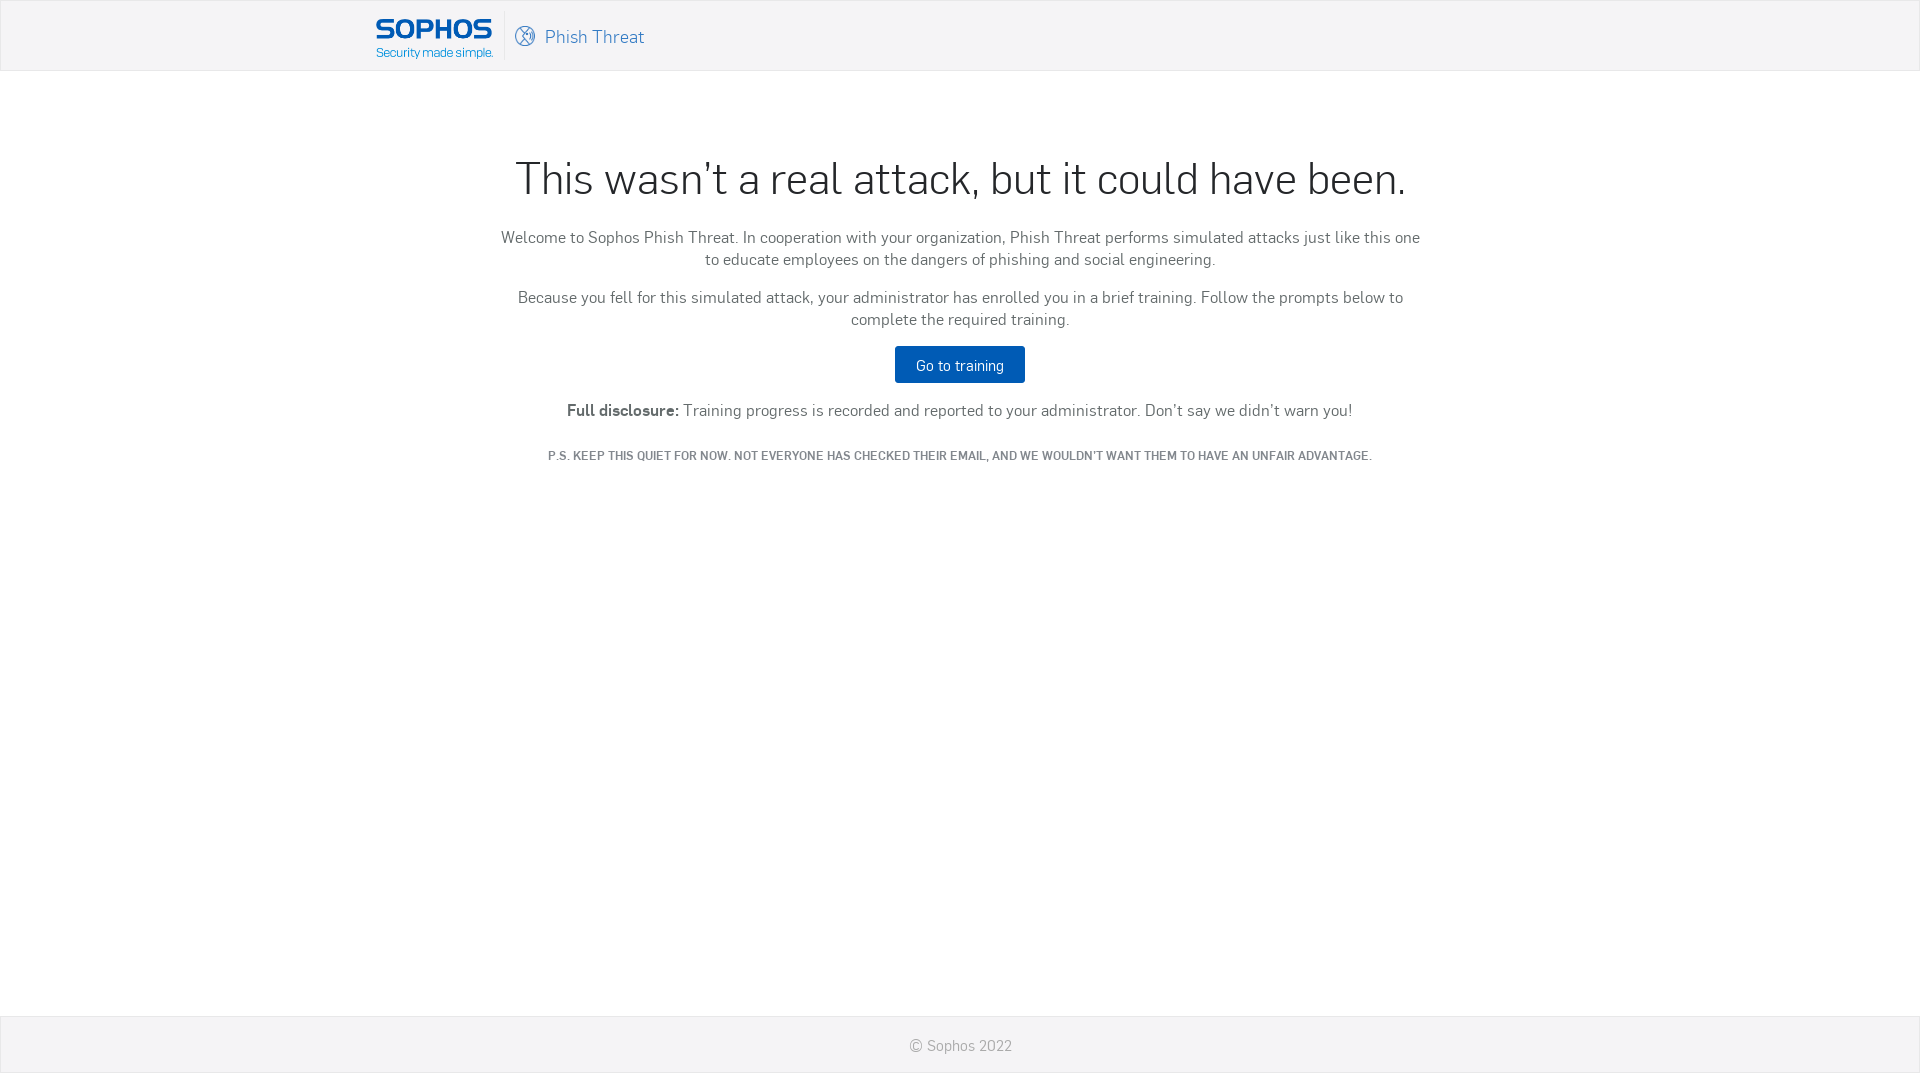 SOPHOS
Security made simple.
Phish Threat
This wasn't a real attack, but it could have been.
Welcome to Sophos Phish Threat. In cooperation with your organization, Phish Threat performs simulated attacks just like this one
to educate employees on the dangers of phishing and social engineering.
Because you fell for this simulated attack, your administrator has enrolled you in a brief training. Follow the prompts below to
complete the required training.
Go to training
Full disclosure: Training progress is recorded and reported to your administrator. Don't say we didn't warn you!
P.S. KEEP THIS QUIET FOR NOW. NOT EVERYONE HAS CHECKED THEIR EMAIL, AND WE WOULDN'T WANT THEM TO HAVE AN UNFAIR ADVANTAGE.
© Sophos 2022